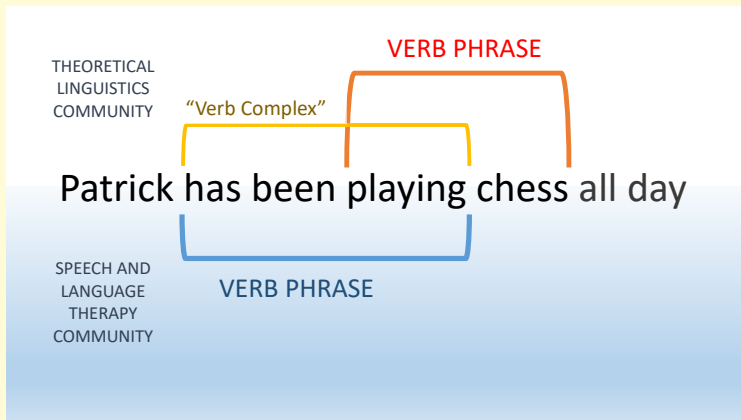 VERB PHRASE
THEORETICAL
LINGUISTICS
COMMUNITY
“Verb Complex”
Patrick has been playing chess all day
SPEECH AND
LANGUAGE
THERAPY
COMMUNITY
VERB PHRASE